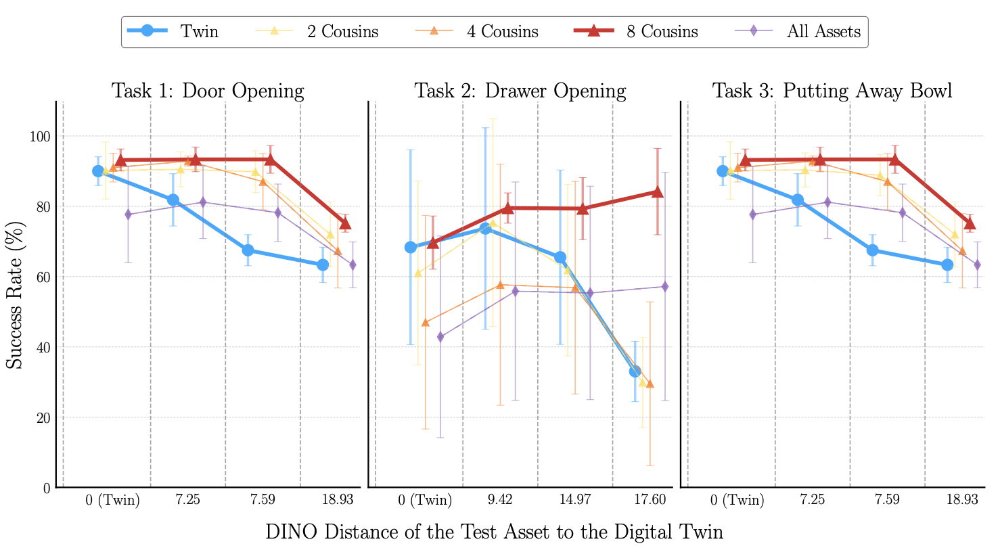 Twin 2 Cousins 4 Cousins 8 Cousins All Assets
Task 1: Door Opening Task 2: Drawer Opening Task 3: Putting Away Bowl
Success Rate (%)
100
80
60
40
20
0
0 (Twin) 7.25 7.59 18.93 0 (Twin) 9.42 14.97 17.60 0 (Twin) 7.25 7.59 18.93
DINO Distance of the Test Asset to the Digital Twin